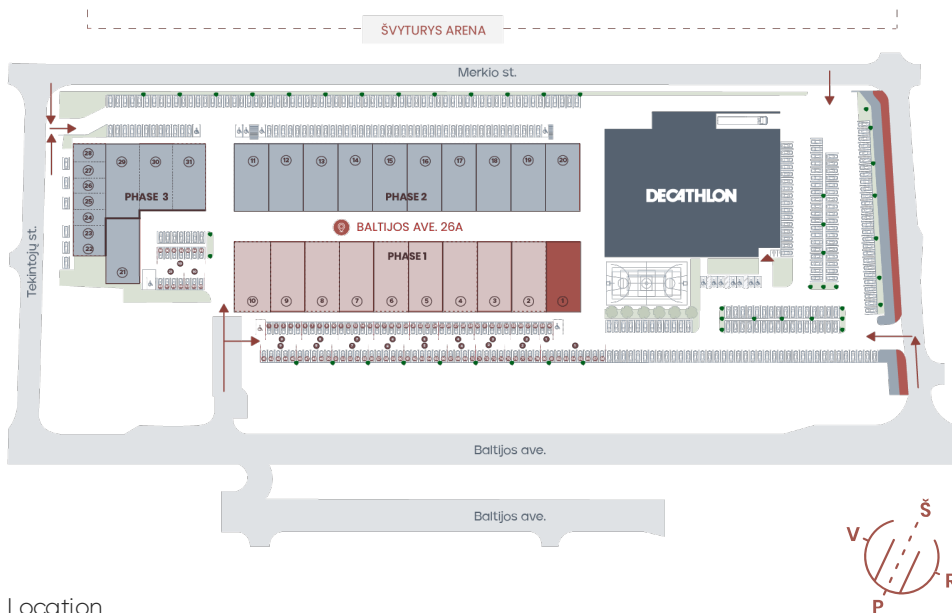 ŠVYTURYS ARENA
Merkio st.
Tekintojų st.
28
27
26
25
24
23
22
29
30
31
PHASE 3
21
11
12
13
14
15
16
17
18
19
20
PHASE 2
BALTIJOS AVE. 26A
PHASE 1
10
9
8
7
6
5
4
3
2
1
DECATHLON
Baltijos ave.
Baltijos ave.
Š
V
R
P
Location